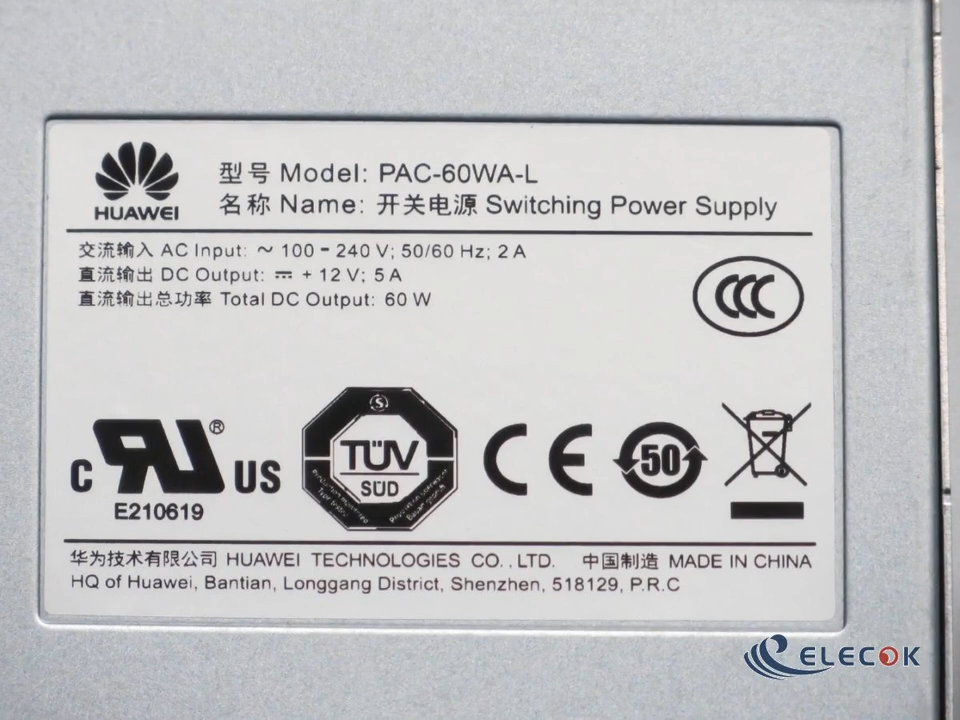 HUAWEI
型号 Model: PAC-60WA-L
名称 Name: 开关电源 Switching Power Supply
交流输入 AC Input: ~ 100 - 240 V; 50/60 Hz; 2 A
直流输出 DC Output: ⎓ + 12 V; 5 A
直流输出总功率 Total DC Output: 60 W
CCC
C RU ® US
E210619
S
TÜV
SÜD
CE
50
华为技术有限公司 HUAWEI TECHNOLOGIES CO., LTD. 中国制造 MADE IN CHINA
HQ of Huawei, Bantian, Longgang District, Shenzhen, 518129, P.R.C
ELECOK